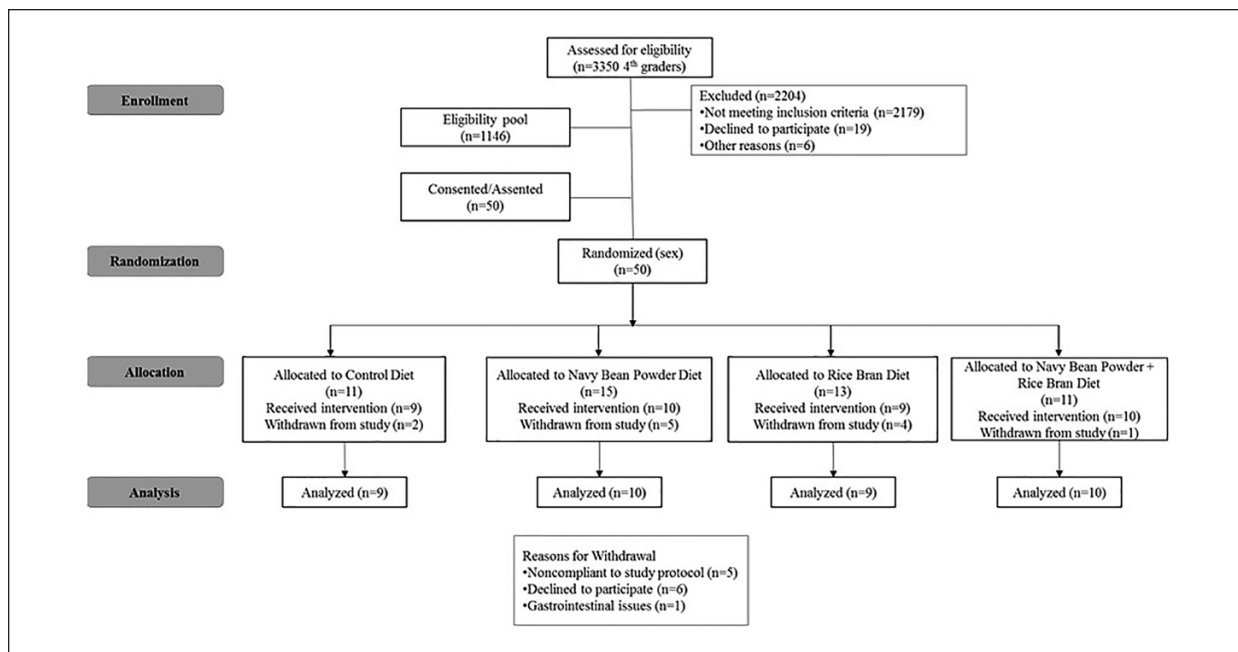 Assessed for eligibility
(n=3350 4th graders)
Enrollment
Excluded (n=2204)
•Not meeting inclusion criteria (n=2179)
•Declined to participate (n=19)
•Other reasons (n=6)
Eligibility pool
(n=1146)
Consented/Assented
(n=50)
Randomization
Randomized (sex)
(n=50)
Allocation
Allocated to Control Diet
(n=11)
Received intervention (n=9)
Withdrawn from study (n=2)
Allocated to Navy Bean Powder Diet
(n=15)
Received intervention (n=10)
Withdrawn from study (n=5)
Allocated to Rice Bran Diet
(n=13)
Received intervention (n=9)
Withdrawn from study (n=4)
Allocated to Navy Bean Powder +
Rice Bran Diet
(n=11)
Received intervention (n=10)
Withdrawn from study (n=1)
Analysis
Analyzed (n=9)
Analyzed (n=10)
Analyzed (n=9)
Analyzed (n=10)
Reasons for Withdrawal
•Noncompliant to study protocol (n=5)
•Declined to participate (n=6)
•Gastrointestinal issues (n=1)